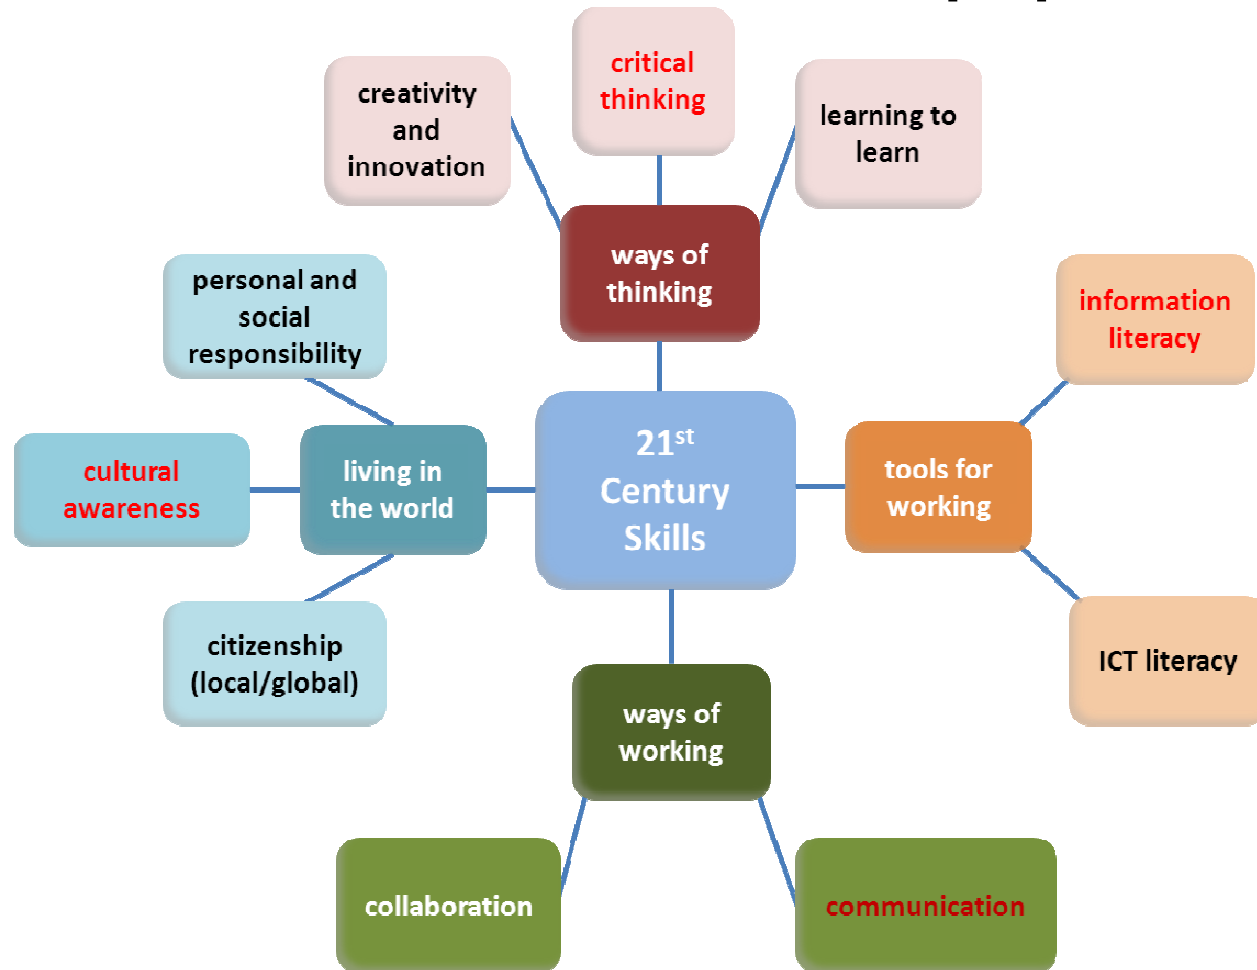 critical
thinking
creativity
and
innovation
learning to
learn
ways of
thinking
personal and
social
responsibility
information
literacy
21st
Century
Skills
cultural
awareness
living in
the world
tools for
working
citizenship
(local/global)
ICT literacy
ways of
working
collaboration
communication